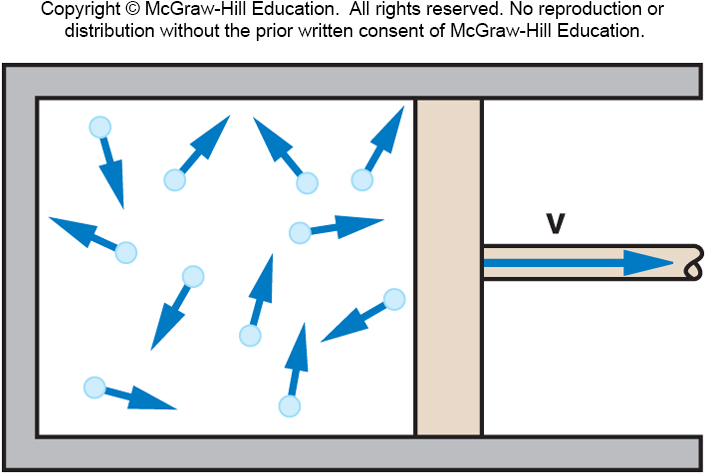 Copyright © McGraw-Hill Education.  All rights reserved. No reproduction or
distribution without the prior written consent of McGraw-Hill Education.
V